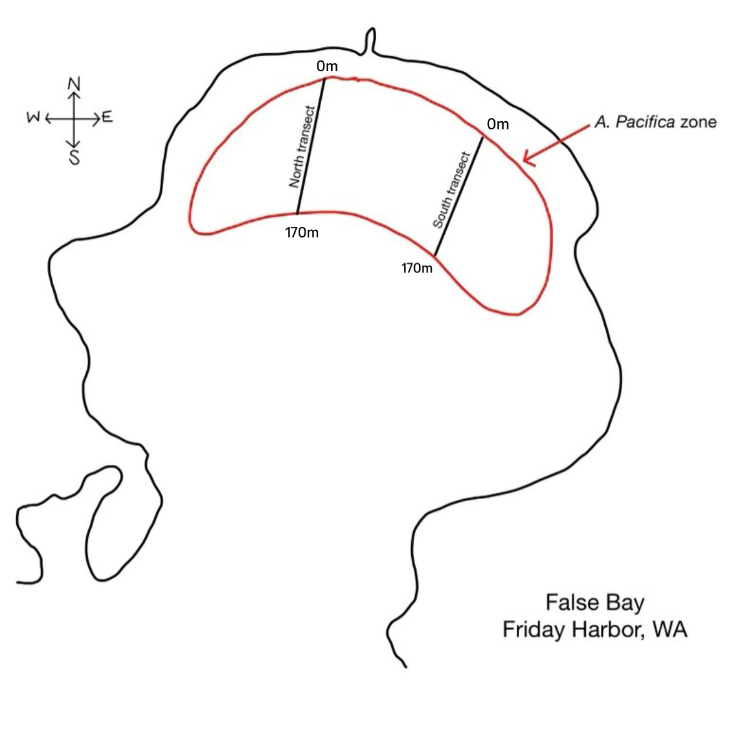 0m
N
W
E
S
0m
A. Pacifica zone
North transect
South transect
170m
170m
False Bay
Friday Harbor, WA